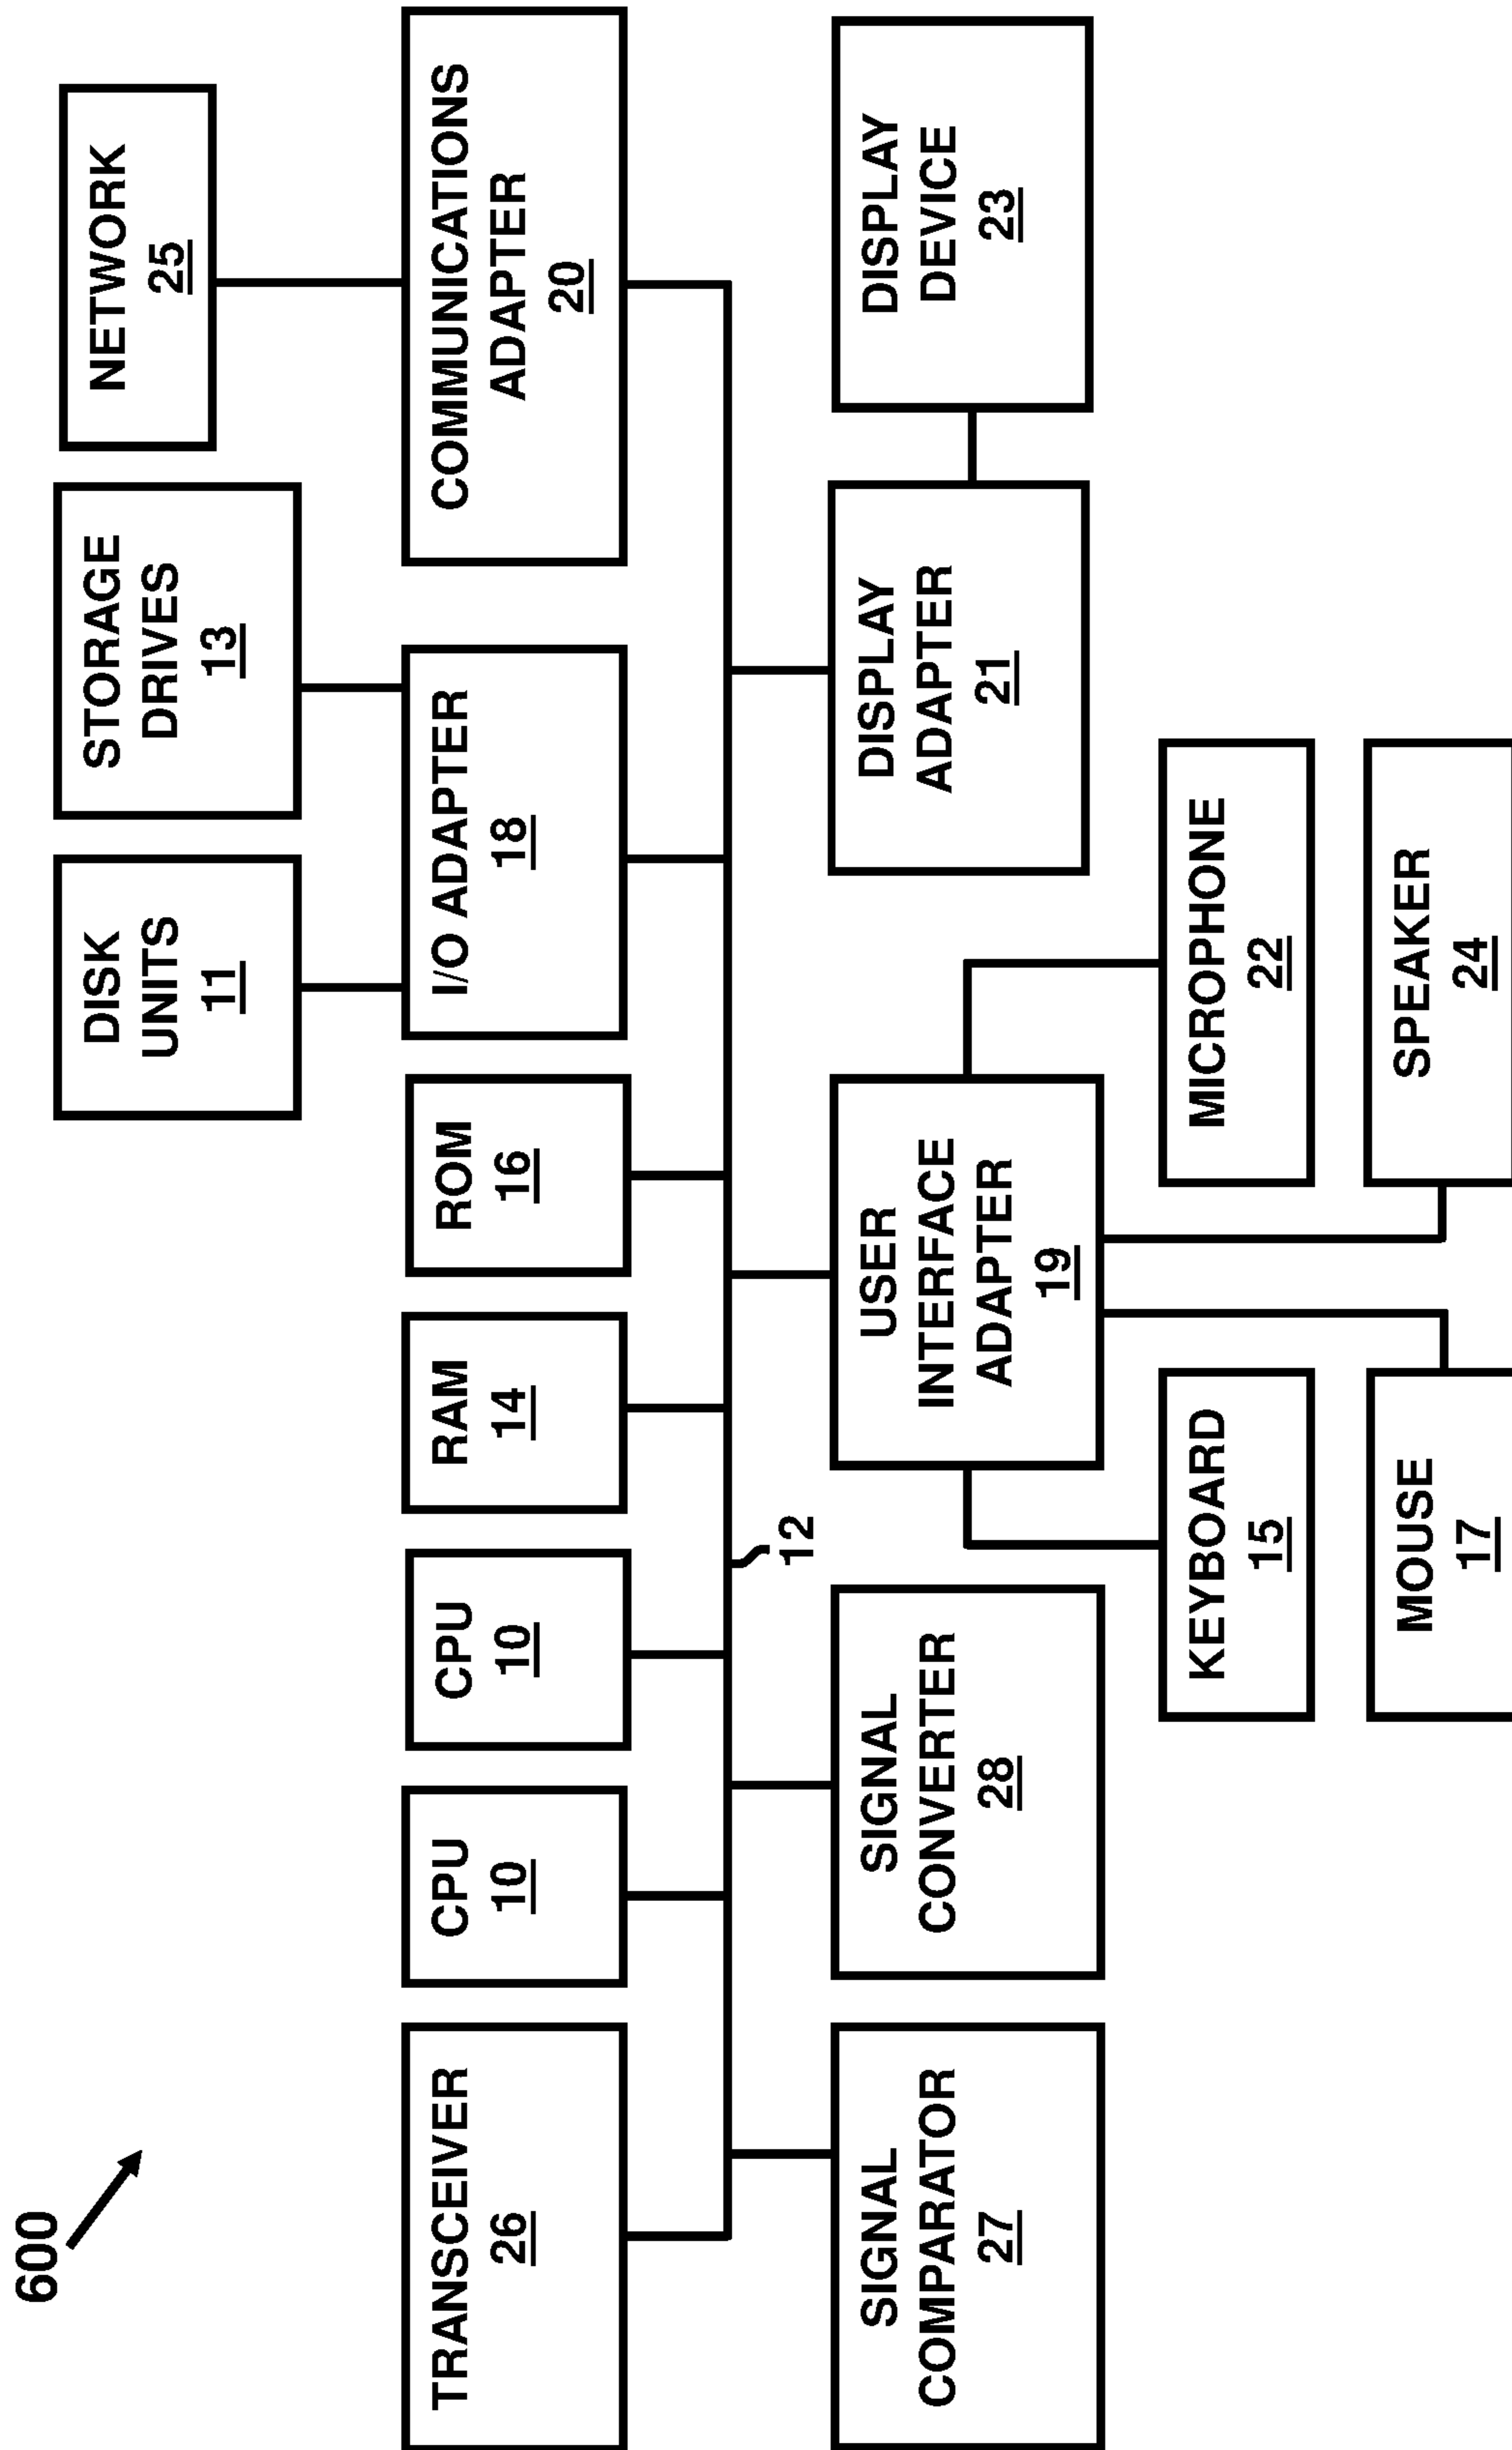 600
TRANSCEIVER
26
CPU
10
CPU
10
RAM
14
ROM
16
DISK
UNITS
11
STORAGE
DRIVES
13
I/O ADAPTER
18
NETWORK
25
COMMUNICATIONS
ADAPTER
20
12
SIGNAL
COMPARATOR
27
SIGNAL
CONVERTER
28
USER
INTERFACE
ADAPTER
19
DISPLAY
ADAPTER
21
DISPLAY
DEVICE
23
KEYBOARD
15
MICROPHONE
22
MOUSE
17
SPEAKER
24